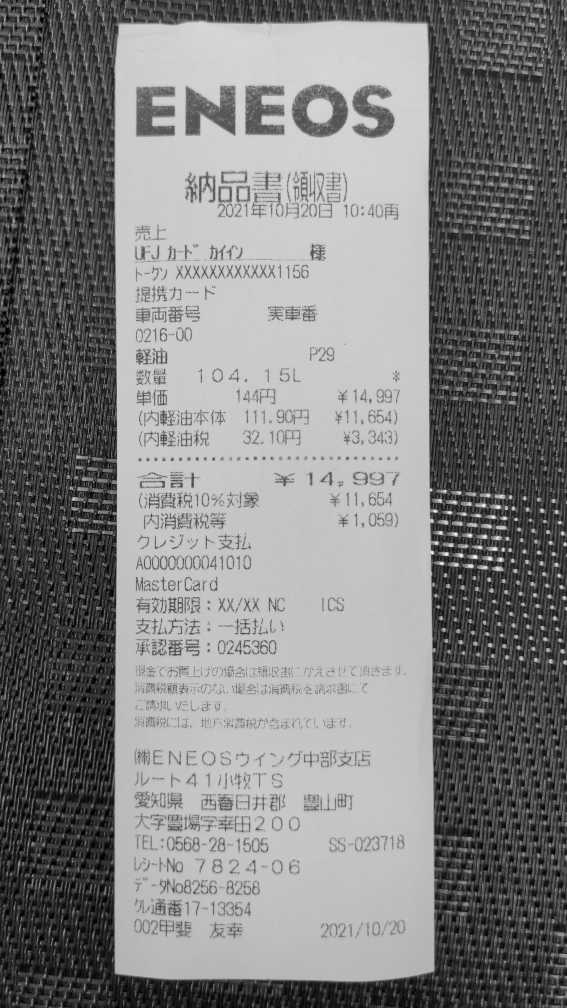 ENEOS
納品書(領収書)
2021年10月20日 10:40再
売上
UFJ カード カイイン 様
トークン XXXXXXXXXXXX1156
提携カード
車両番号 実車番
0216-00
軽油 P29
数量 104.15L *
単価 144円 ¥14,997
(内軽油本体 111.90円 ¥11,654)
(内軽油税 32.10円 ¥3,343)
合計 ¥14,997
(消費税10%対象 ¥11,654
内消費税等 ¥1,059)
クレジット支払
A0000000041010
MasterCard
有効期限:XX/XX NC ICS
支払方法:一括払い
承認番号:0245360
現金でお買上げの場合は領収書にかえさせて頂きます。
消費税額表示のない場合は消費税を請求書にて
ご請求いたします。
消費税には、地方消費税が含まれています。
㈱ENEOSウイング中部支店
ルート41小牧TS
愛知県 西春日井郡 豊山町
大字豊場字幸田200
TEL:0568-28-1505 SS-023718
レシートNo 7824-06
データNo8256-8258
クレ通番17-13354
002甲斐 友幸 2021/10/20